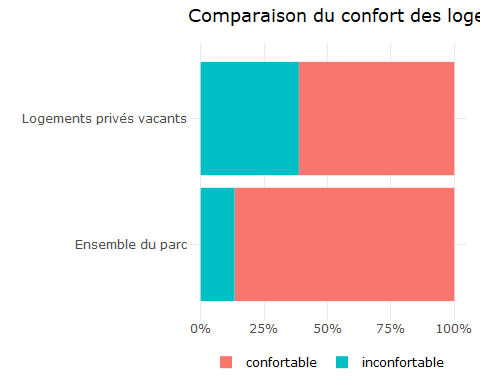 Comparaison du confort des loge
Logements privés vacants
Ensemble du parc
0% 25% 50% 75% 100%
confortable inconfortable